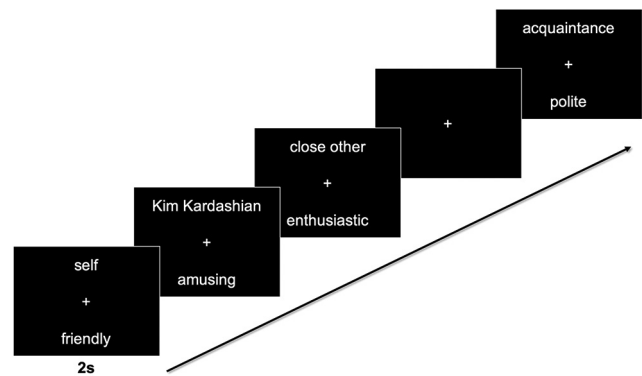 self
+
friendly
2s
Kim Kardashian
+
amusing
close other
+
enthusiastic
+
acquaintance
+
polite